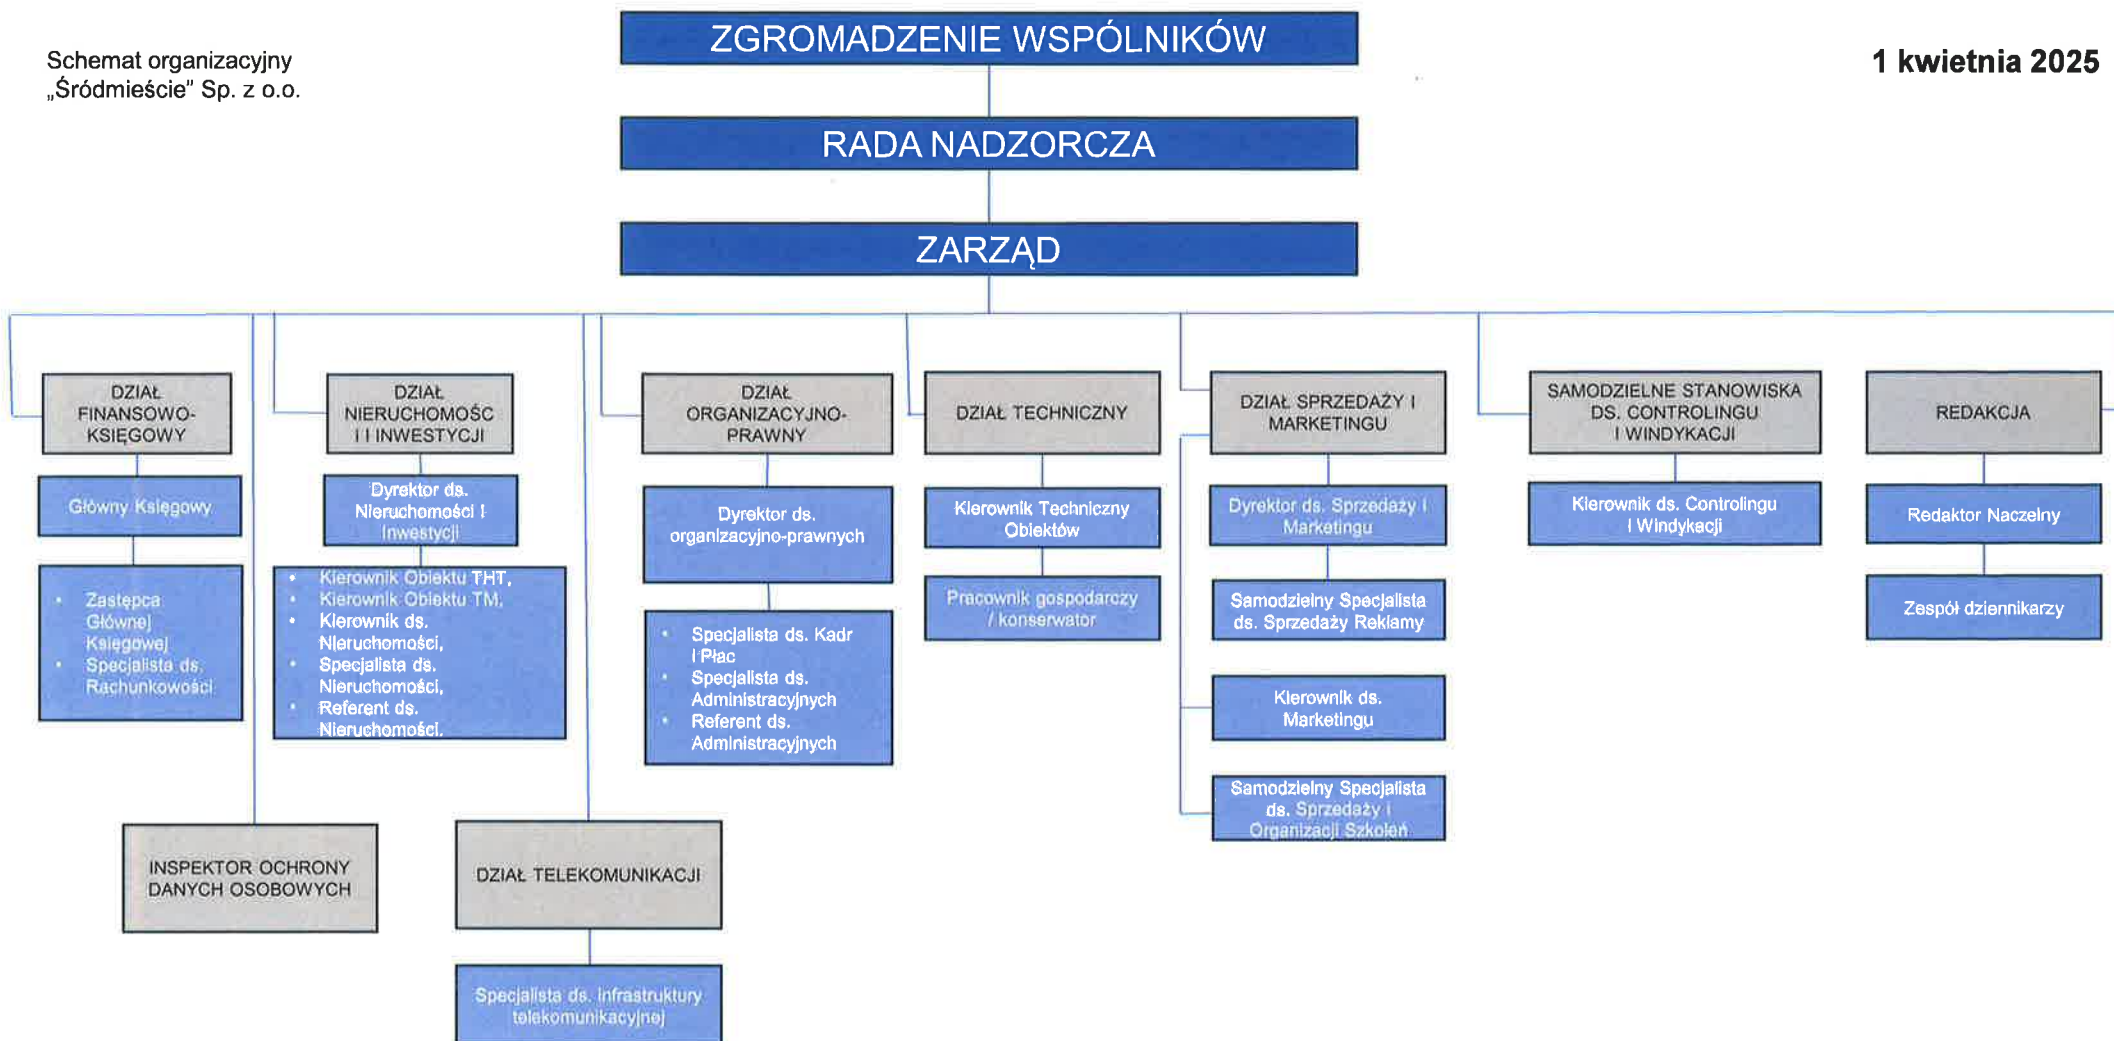 Schemat organizacyjny
„Śródmieście” Sp. z o.o.
1 kwietnia 2025
ZGROMADZENIE WSPÓLNIKÓW
RADA NADZORCZA
ZARZĄD
DZIAŁ
FINANSOWO-
KSIĘGOWY
Główny Księgowy
• Zastępca
Głównej
Księgowej
• Specjalista ds.
Rachunkowości
DZIAŁ
NIERUCHOMOŚC
I I INWESTYCJI
Dyrektor ds.
Nieruchomości i
Inwestycji
• Kierownik Obiektu THT,
• Kierownik Obiektu TM,
• Kierownik ds.
Nieruchomości,
• Specjalista ds.
Nieruchomości,
• Referent ds.
Nieruchomości.
DZIAŁ
ORGANIZACYJNO-
PRAWNY
Dyrektor ds.
organizacyjno-prawnych
• Specjalista ds. Kadr
i Płac
• Specjalista ds.
Administracyjnych
• Referent ds.
Administracyjnych
DZIAŁ TECHNICZNY
Kierownik Techniczny
Obiektów
Pracownik gospodarczy
/ konserwator
DZIAŁ SPRZEDAŻY I
MARKETINGU
Dyrektor ds. Sprzedaży i
Marketingu
Samodzielny Specjalista
ds. Sprzedaży Reklamy
Kierownik ds.
Marketingu
Samodzielny Specjalista
ds. Sprzedaży i
Organizacji Szkoleń
SAMODZIELNE STANOWISKA
DS. CONTROLINGU
I WINDYKACJI
Kierownik ds. Controlingu
i Windykacji
REDAKCJA
Redaktor Naczelny
Zespół dziennikarzy
INSPEKTOR OCHRONY
DANYCH OSOBOWYCH
DZIAŁ TELEKOMUNIKACJI
Specjalista ds. infrastruktury
telekomunikacyjnej